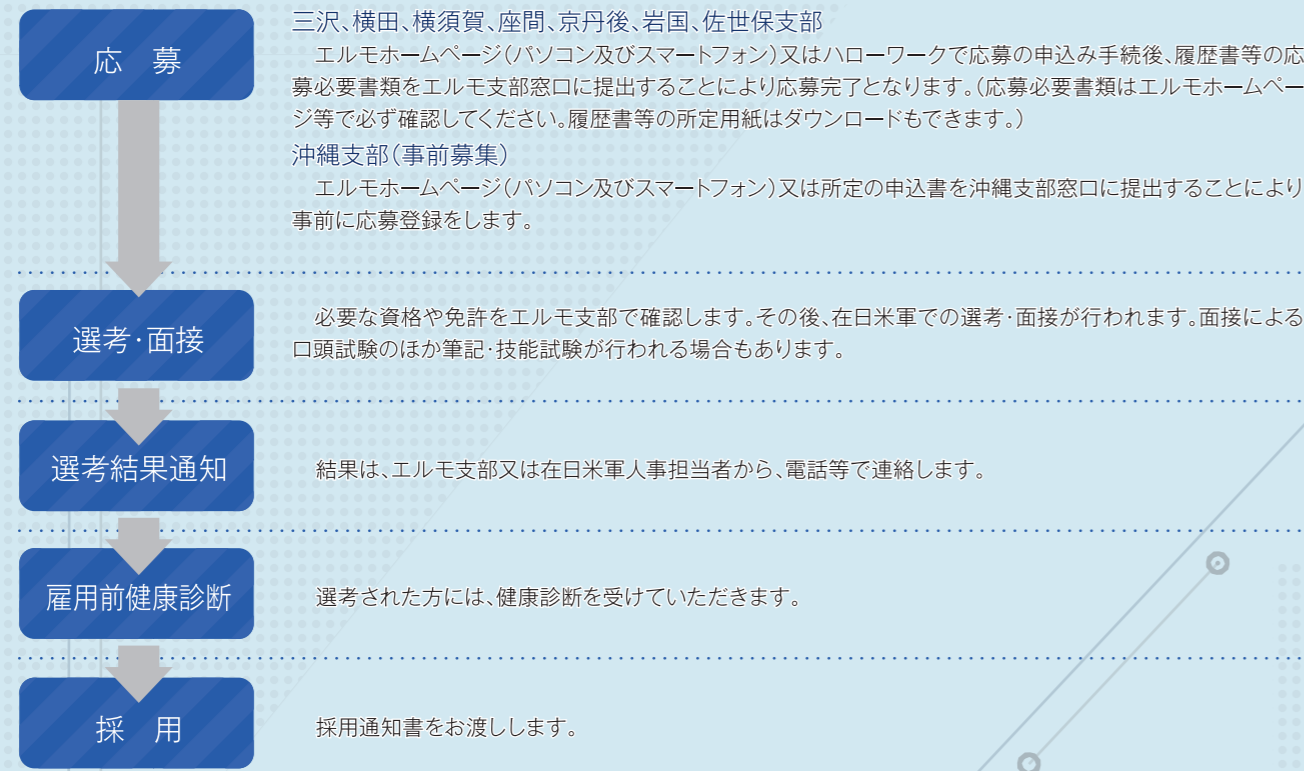 応　募
三沢、横田、横須賀、座間、京丹後、岩国、佐世保支部
　エルモホームページ(パソコン及びスマートフォン)又はハローワークで応募の申込み手続後、履歴書等の応
募必要書類をエルモ支部窓口に提出することにより応募完了となります。(応募必要書類はエルモホームペー
ジ等で必ず確認してください。履歴書等の所定用紙はダウンロードもできます。)
沖縄支部(事前募集)
　エルモホームページ(パソコン及びスマートフォン)又は所定の申込書を沖縄支部窓口に提出することにより
事前に応募登録をします。
選考・面接
　必要な資格や免許をエルモ支部で確認します。その後、在日米軍での選考・面接が行われます。面接による
口頭試験のほか筆記・技能試験が行われる場合もあります。
選考結果通知
　結果は、エルモ支部又は在日米軍人事担当者から、電話等で連絡します。
雇用前健康診断
　選考された方には、健康診断を受けていただきます。
採　用
　採用通知書をお渡しします。